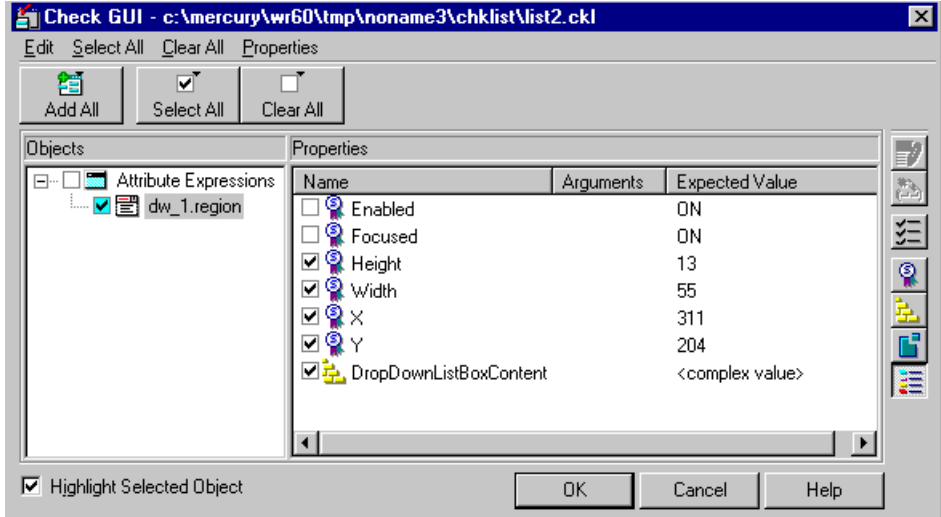 Check GUI - c:\mercury\wr60\tmp\noname3\chklist\list2.ckl
Edit Select All Clear All Properties
Add All Select All Clear All
Objects Properties
Attribute Expressions
dw_1.region
Name Arguments Expected Value
Enabled ON
Focused ON
Height 13
Width 55
X 311
Y 204
DropDownListBoxContent <complex value>
Highlight Selected Object OK Cancel Help